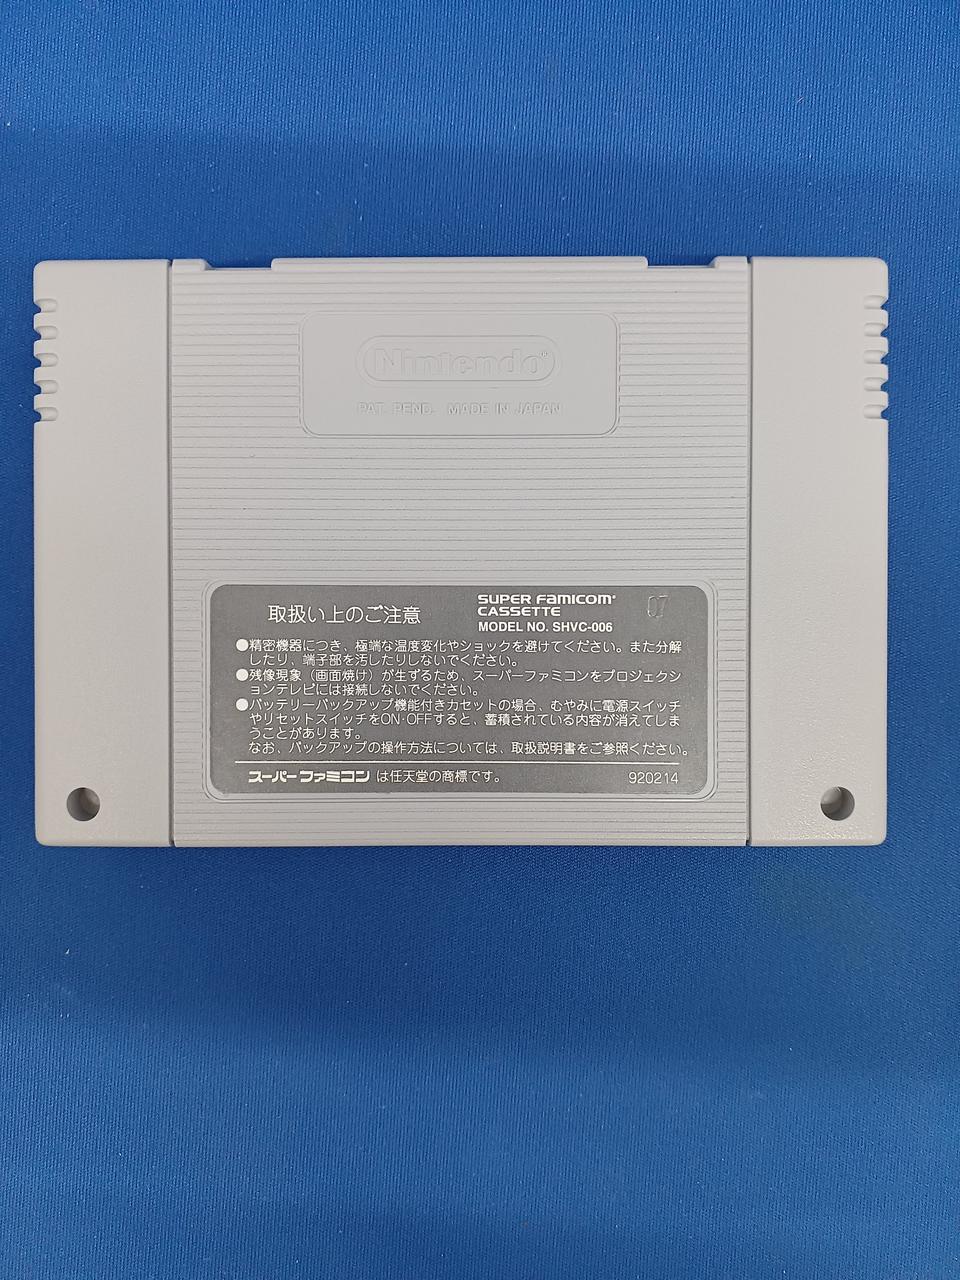 Nintendo®
PAT. PEND. MADE IN JAPAN
取扱い上のご注意
SUPER FAMICOM®
CASSETTE
MODEL NO. SHVC-006
07
●精密機器につき、極端な温度変化やショックを避けてください。また分解
したり、端子部を汚したりしないでください。
●残像現象（画面焼け）が生ずるため、スーパーファミコンをプロジェクシ
ョンテレビには接続しないでください。
●バッテリーバックアップ機能付きカセットの場合、むやみに電源スイッチ
やリセットスイッチをON·OFFすると、蓄積されている内容が消えてしま
うことがあります。
なお、バックアップの操作方法については、取扱説明書をご参照ください。
スーパーファミコン は任天堂の商標です。
920214